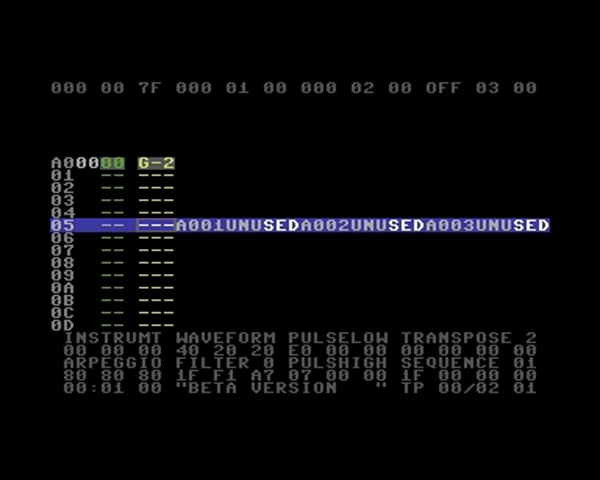 000 00 7F 000 01 00 000 02 00 OFF 03 00
A00000 G-2
01 -- ---
02 -- ---
03 -- ---
04 -- ---
05 -- ---A001UNUSEDA002UNUSEDA003UNUSED
06 -- ---
07 -- ---
08 -- ---
09 -- ---
0A -- ---
0B -- ---
0C -- ---
0D -- ---
INSTRUMT WAVEFORM PULSELOW TRANSPOSE 2
00 00 00 40 20 20 E0 00 00 00 00 00 00
ARPEGGIO FILTER 0 PULSHIGH SEQUENCE 01
80 80 80 1F F1 A7 07 00 00 1F 00 00 00
00:01 00 "BETA VERSION   " TP 00/02 01